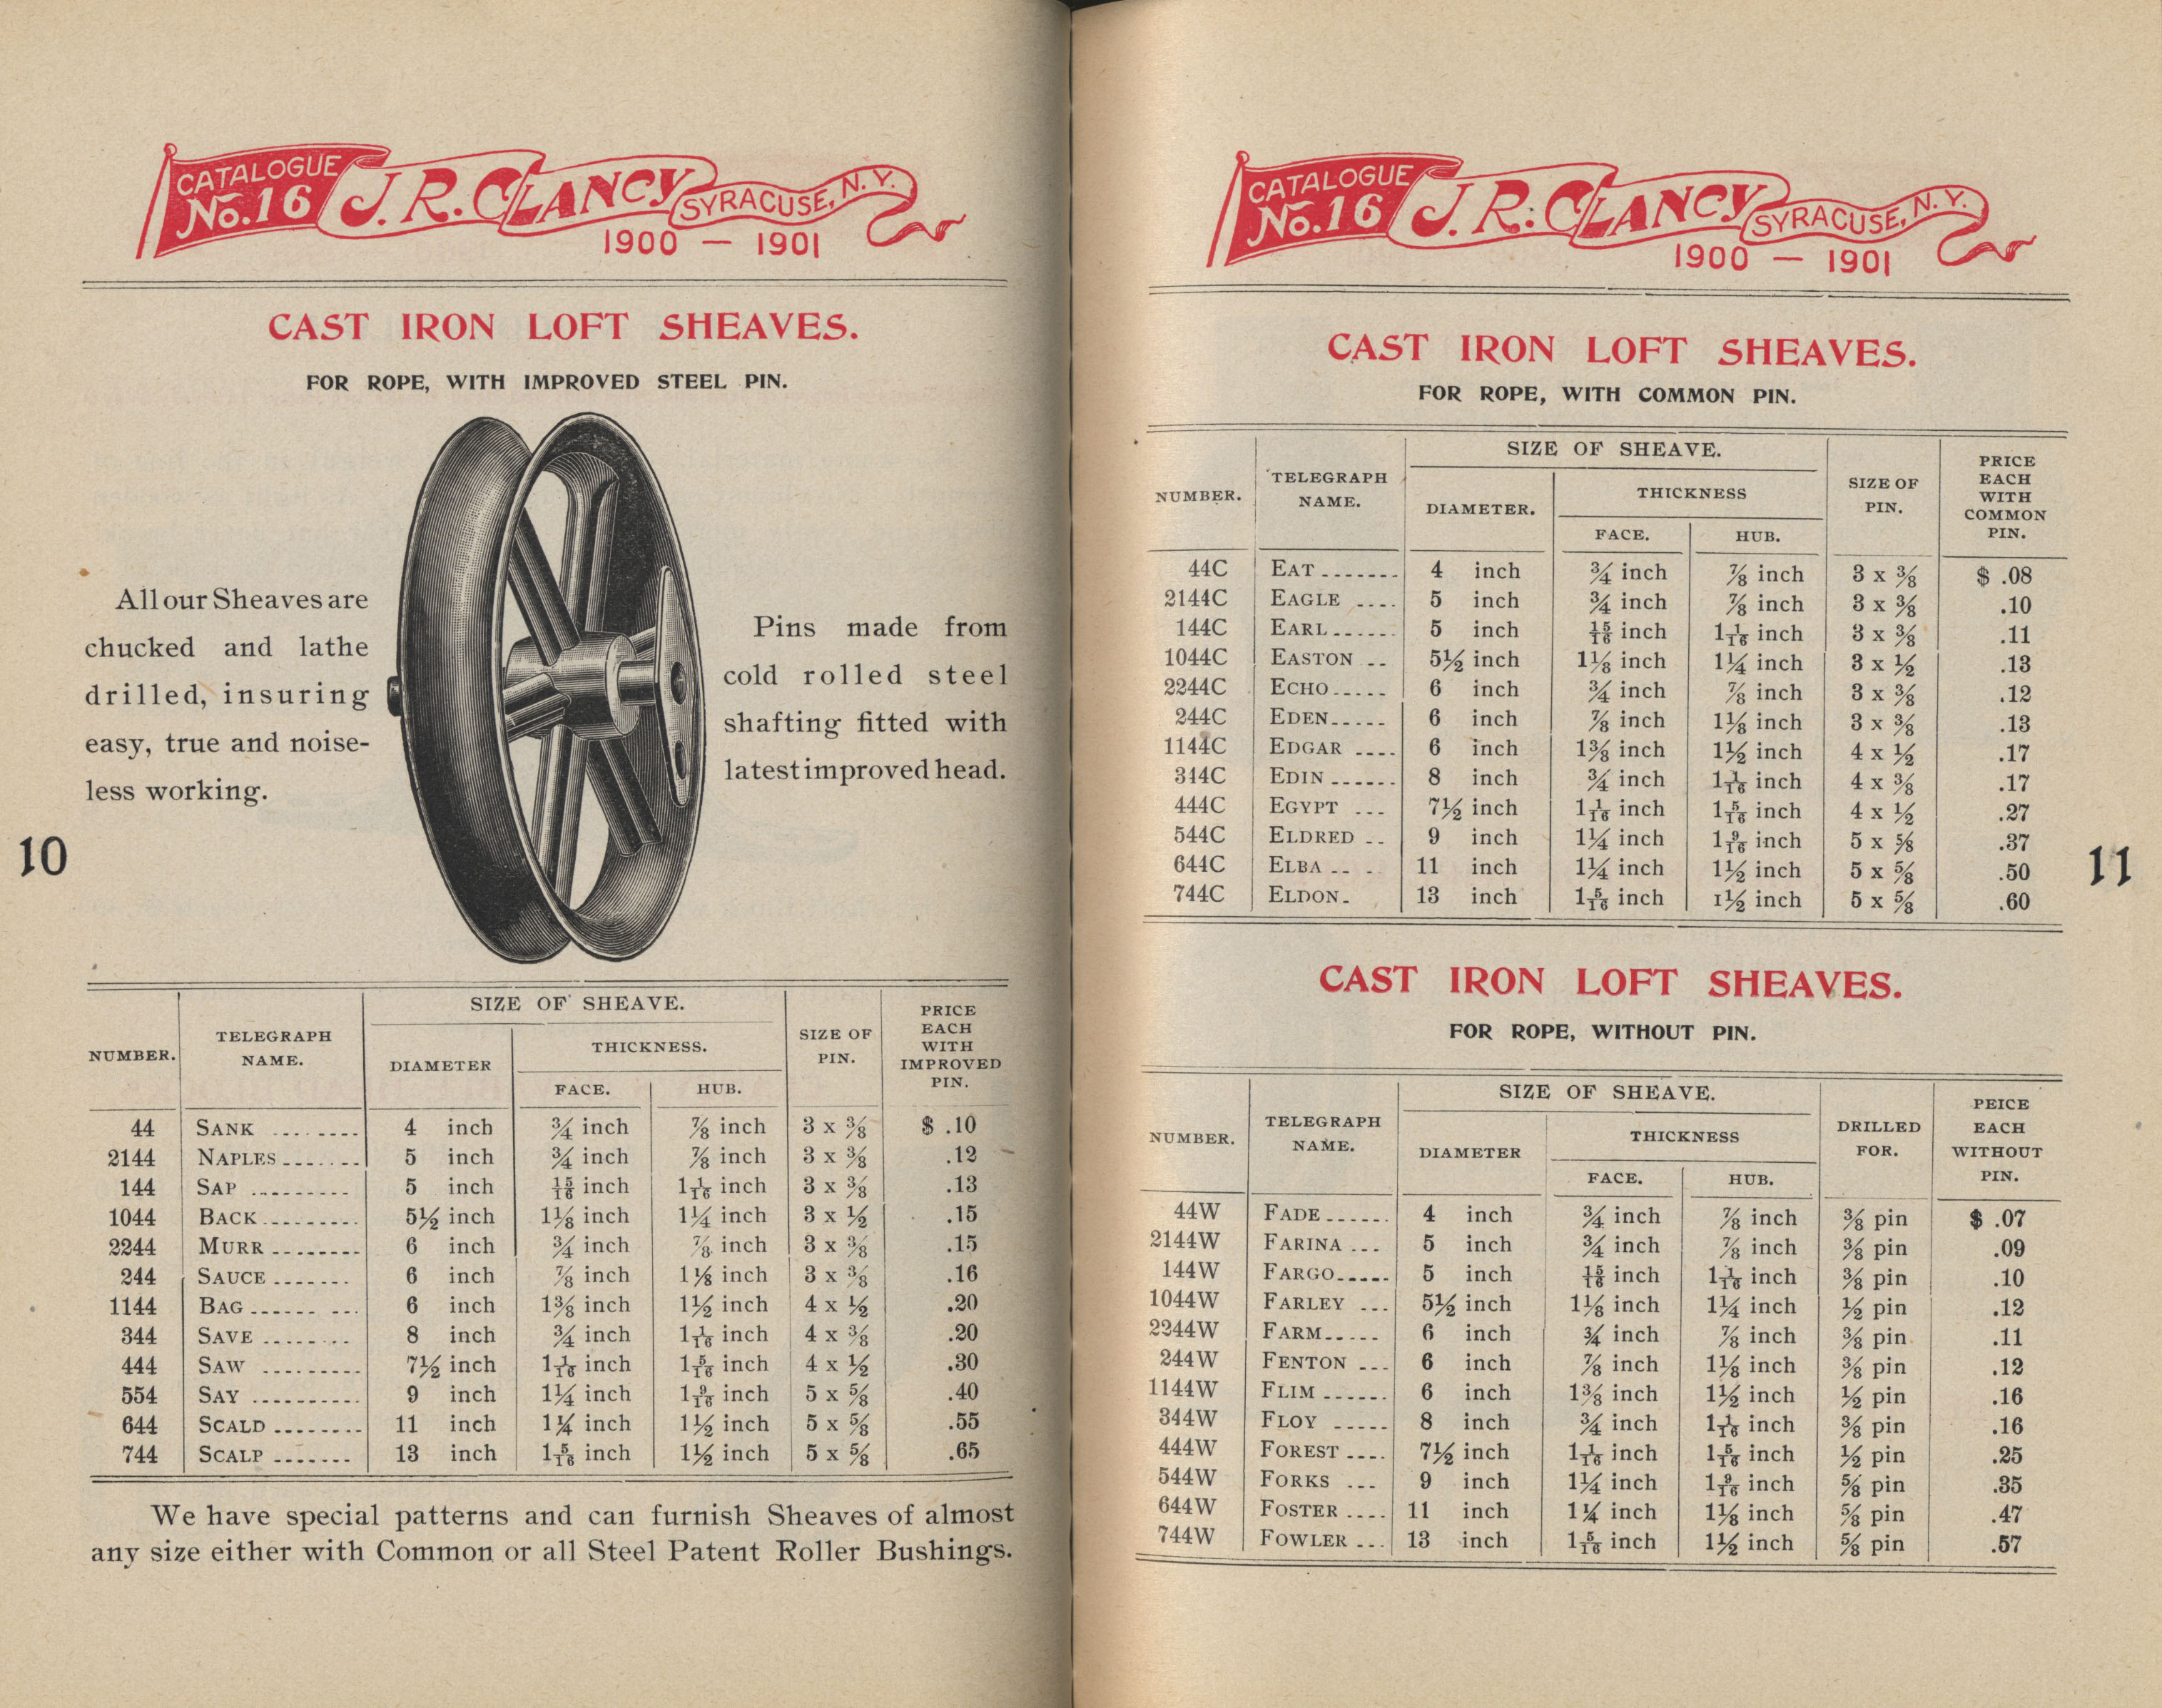 CATALOGUE
No. 16 J. R. CLANCY SYRACUSE, N. Y.
1900 — 1901
CAST IRON LOFT SHEAVES.
FOR ROPE, WITH IMPROVED STEEL PIN.
All our Sheaves are
chucked and lathe
drilled, insuring
easy, true and noise-
less working.
Pins made from
cold rolled steel
shafting fitted with
latest improved head.
10
NUMBER. TELEGRAPH NAME. SIZE OF SHEAVE. DIAMETER THICKNESS. FACE. HUB. SIZE OF PIN. PRICE EACH WITH IMPROVED PIN.
44 SANK 4 inch ¾ inch ⅞ inch 3 x ⅜ $ .10
2144 NAPLES 5 inch ¾ inch ⅞ inch 3 x ⅜ .12
144 SAP 5 inch 15/16 inch 1 1/16 inch 3 x ⅜ .13
1044 BACK 5½ inch 1⅛ inch 1¼ inch 3 x ½ .15
2244 MURR 6 inch ¾ inch ⅞ inch 3 x ⅜ .15
244 SAUCE 6 inch ⅞ inch 1⅛ inch 3 x ⅜ .16
1144 BAG 6 inch 1⅜ inch 1½ inch 4 x ½ .20
344 SAVE 8 inch ¾ inch 1 1/16 inch 4 x ⅜ .20
444 SAW 7½ inch 1 1/16 inch 1 5/16 inch 4 x ½ .30
554 SAY 9 inch 1¼ inch 1 9/16 inch 5 x ⅝ .40
644 SCALD 11 inch 1¼ inch 1½ inch 5 x ⅝ .55
744 SCALP 13 inch 1 5/16 inch 1½ inch 5 x ⅝ .65
We have special patterns and can furnish Sheaves of almost
any size either with Common or all Steel Patent Roller Bushings.
CATALOGUE
No. 16 J. R. CLANCY SYRACUSE, N. Y.
1900 — 1901
CAST IRON LOFT SHEAVES.
FOR ROPE, WITH COMMON PIN.
NUMBER. TELEGRAPH NAME. SIZE OF SHEAVE. DIAMETER. THICKNESS FACE. HUB. SIZE OF PIN. PRICE EACH WITH COMMON PIN.
44C EAT 4 inch ¾ inch ⅞ inch 3 x ⅜ $ .08
2144C EAGLE 5 inch ¾ inch ⅞ inch 3 x ⅜ .10
144C EARL 5 inch 15/16 inch 1 1/16 inch 3 x ⅜ .11
1044C EASTON 5½ inch 1⅛ inch 1¼ inch 3 x ½ .13
2244C ECHO 6 inch ¾ inch ⅞ inch 3 x ⅜ .12
244C EDEN 6 inch ⅞ inch 1⅛ inch 3 x ⅜ .13
1144C EDGAR 6 inch 1⅜ inch 1½ inch 4 x ½ .17
344C EDIN 8 inch ¾ inch 1 1/16 inch 4 x ⅜ .17
444C EGYPT 7½ inch 1 1/16 inch 1 5/16 inch 4 x ½ .27
544C ELDRED 9 inch 1¼ inch 1 9/16 inch 5 x ⅝ .37
644C ELBA 11 inch 1¼ inch 1½ inch 5 x ⅝ .50
744C ELDON 13 inch 1 5/16 inch 1½ inch 5 x ⅝ .60
11
CAST IRON LOFT SHEAVES.
FOR ROPE, WITHOUT PIN.
NUMBER. TELEGRAPH NAME. SIZE OF SHEAVE. DIAMETER THICKNESS FACE. HUB. DRILLED FOR. PEICE EACH WITHOUT PIN.
44W FADE 4 inch ¾ inch ⅞ inch ⅜ pin $ .07
2144W FARINA 5 inch ¾ inch ⅞ inch ⅜ pin .09
144W FARGO 5 inch 15/16 inch 1 1/16 inch ⅜ pin .10
1044W FARLEY 5½ inch 1⅛ inch 1¼ inch ½ pin .12
2244W FARM 6 inch ¾ inch ⅞ inch ⅜ pin .11
244W FENTON 6 inch ⅞ inch 1⅛ inch ⅜ pin .12
1144W FLIM 6 inch 1⅜ inch 1½ inch ½ pin .16
344W FLOY 8 inch ¾ inch 1 1/16 inch ⅜ pin .16
444W FOREST 7½ inch 1 1/16 inch 1 5/16 inch ½ pin .25
544W FORKS 9 inch 1¼ inch 1 9/16 inch ⅝ pin .35
644W FOSTER 11 inch 1¼ inch 1⅛ inch ⅝ pin .47
744W FOWLER 13 inch 1 5/16 inch 1½ inch ⅝ pin .57